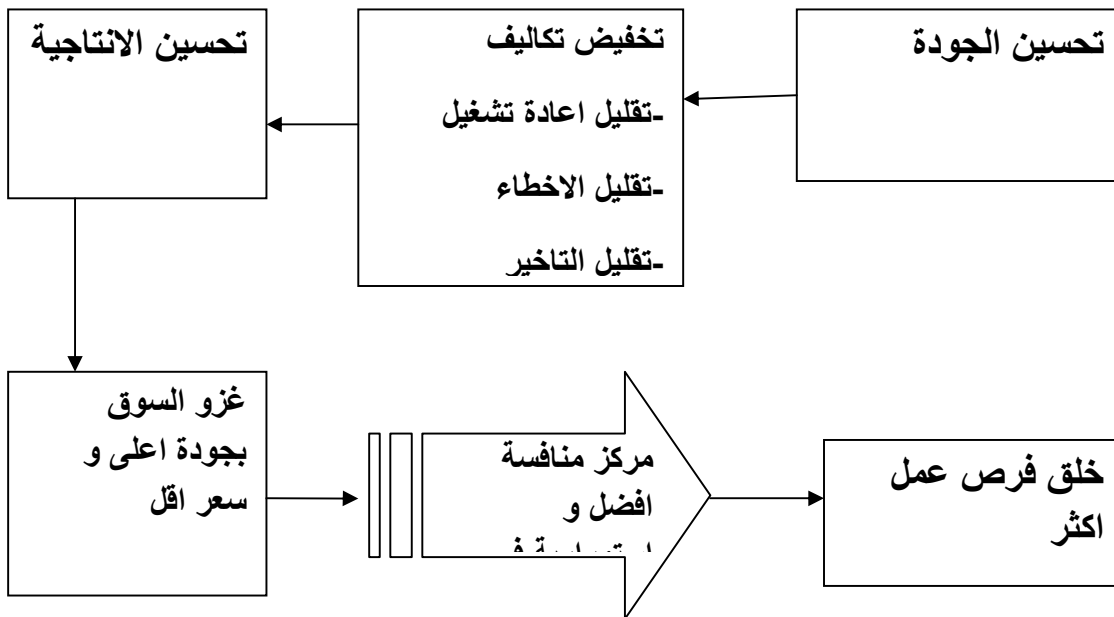 تحسين الجودة
تخفيض تكاليف
-تقليل اعادة تشغيل
-تقليل الاخطاء
-تقليل التاخير
تحسين الانتاجية
غزو السوق
بجودة اعلى و
سعر اقل
مركز منافسة
افضل و
خلق فرص عمل
اكثر